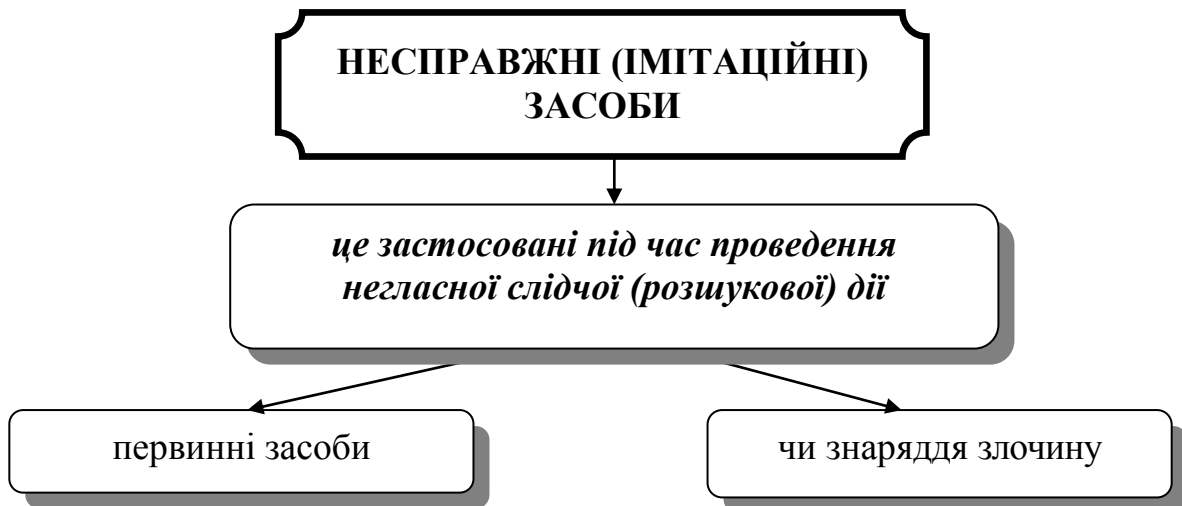 НЕСПРАВЖНІ (ІМІТАЦІЙНІ)
ЗАСОБИ
це застосовані під час проведення
негласної слідчої (розшукової) дії
первинні засоби
чи знаряддя злочину